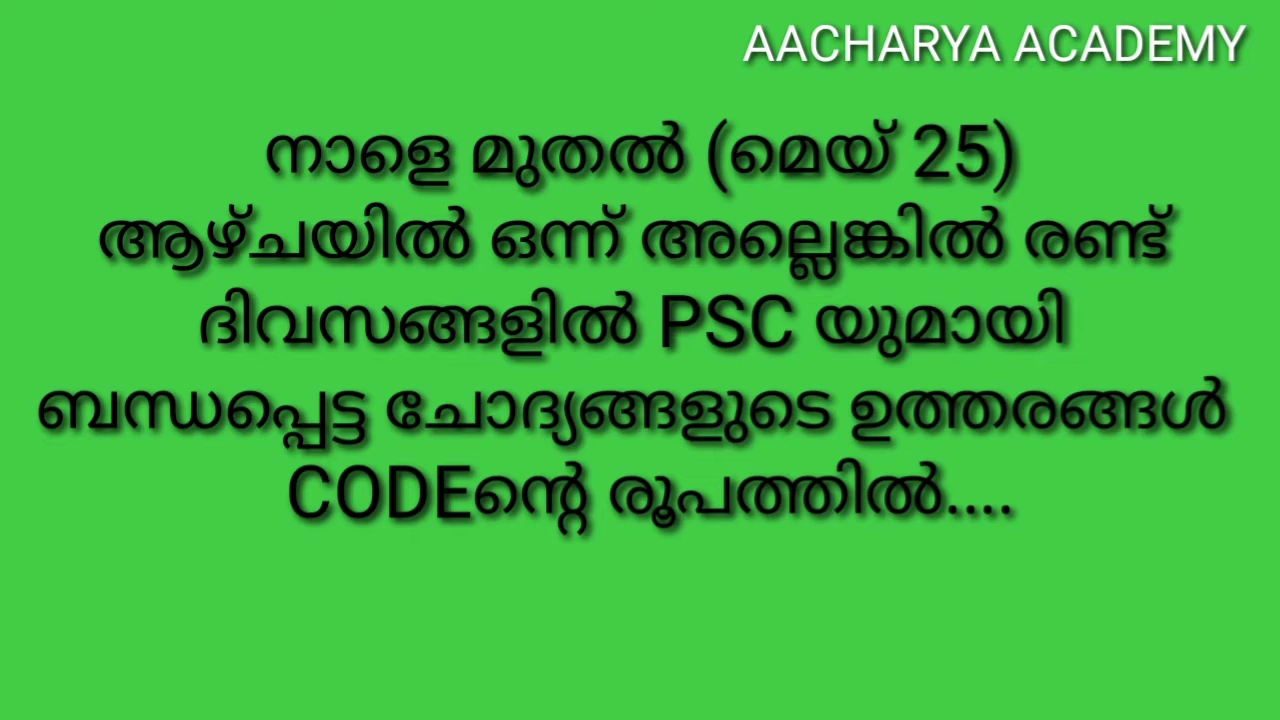 AACHARYA ACADEMY
നാളെ മുതൽ (മെയ് 25)
ആഴ്ചയിൽ ഒന്ന് അല്ലെങ്കിൽ രണ്ട്
ദിവസങ്ങളിൽ PSC യുമായി
ബന്ധപ്പെട്ട ചോദ്യങ്ങളുടെ ഉത്തരങ്ങൾ
CODEന്റെ രൂപത്തിൽ....